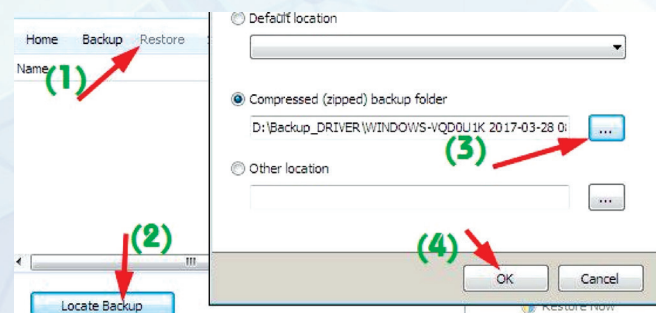 Default location
Home Backup Restore
Name
(1)
Compressed (zipped) backup folder
D:\Backup_DRIVER\WINDOWS-VQD0U1K 2017-03-28
...
(3)
Other location
...
(2)
(4)
OK Cancel
Locate Backup
Restore Now